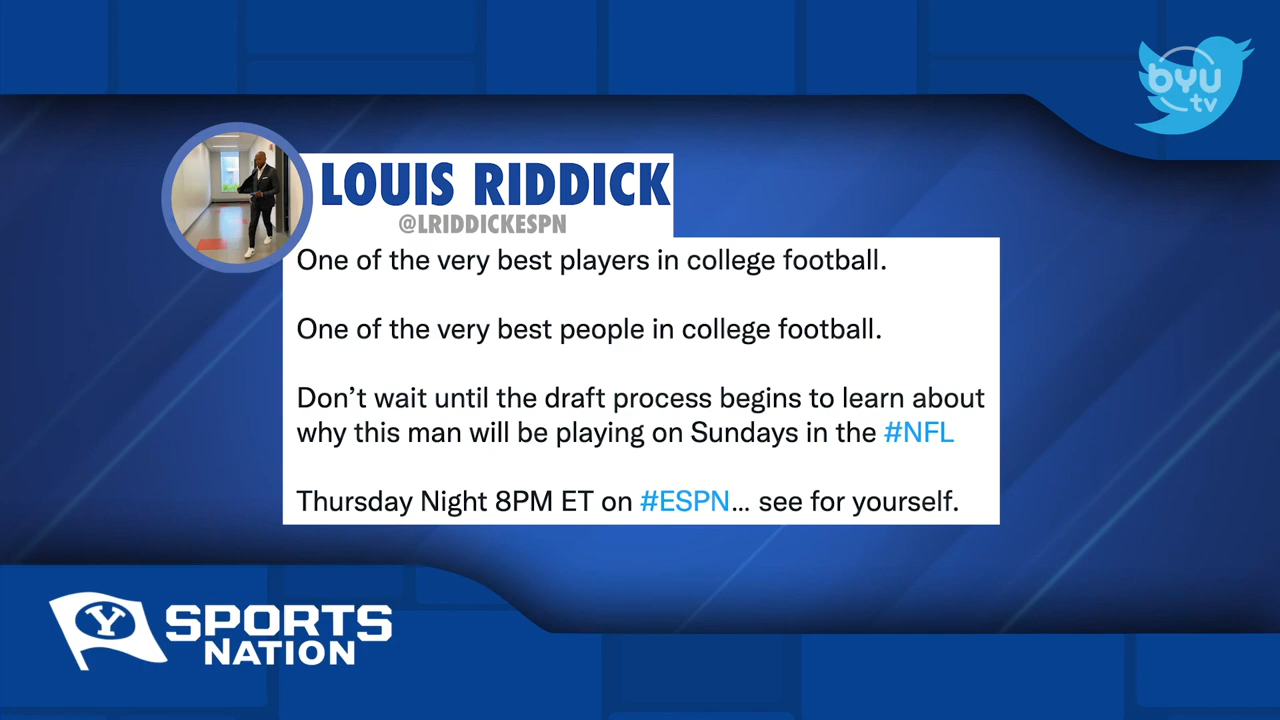 byu
tv
LOUIS RIDDICK
@LRIDDICKESPN
One of the very best players in college football.
One of the very best people in college football.
Don’t wait until the draft process begins to learn about
why this man will be playing on Sundays in the #NFL
Thursday Night 8PM ET on #ESPN... see for yourself.
Y SPORTS
NATION